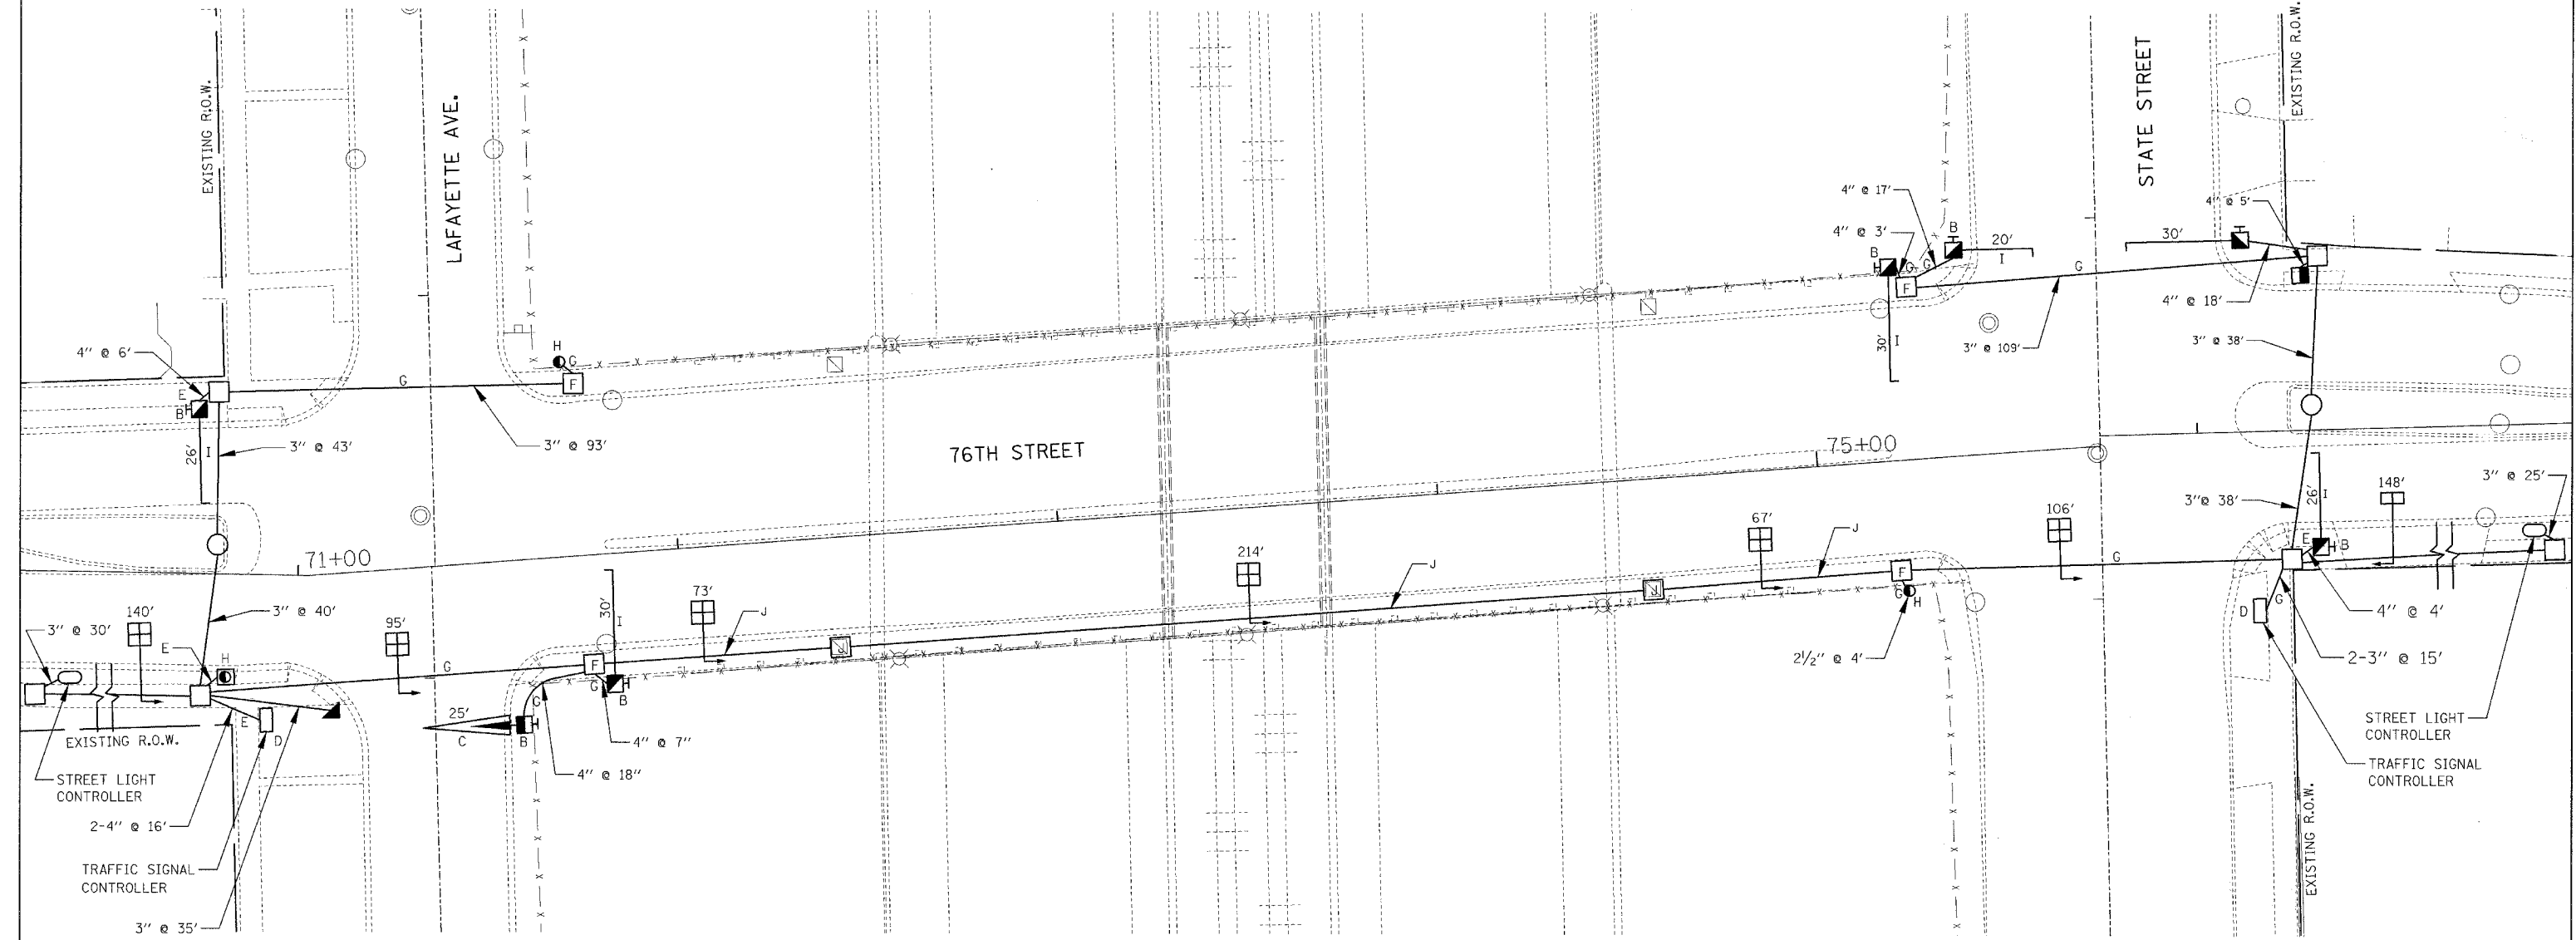 EXISTING R.O.W.
LAFAYETTE AVE.
STATE STREET
EXISTING R.O.W.
4" @ 17'
4" @ 3'
B
B
H
G
G
F
20'
I
30'
4" @ 5'
G
4" @ 18'
30'
I
3" @ 109'
3" @ 38'
4" @ 6'
E
B
H
G
H
G
F
26'
I
3" @ 43'
3" @ 93'
76TH STREET
75+00
71+00
3" @ 38'
26'
I
148'
3" @ 25'
E
H
B
140'
3" @ 30'
3" @ 40'
E
H
95'
G
30'
I
F
G
H
B
73'
J
214'
J
67'
J
F
G
H
2½" @ 4'
106'
G
D
G
4" @ 4'
2-3" @ 15'
25'
C
B
G
4" @ 7"
4" @ 18"
E
D
EXISTING R.O.W.
STREET LIGHT
CONTROLLER
2-4" @ 16'
TRAFFIC SIGNAL
CONTROLLER
3" @ 35'
STREET LIGHT
CONTROLLER
TRAFFIC SIGNAL
CONTROLLER
EXISTING R.O.W.